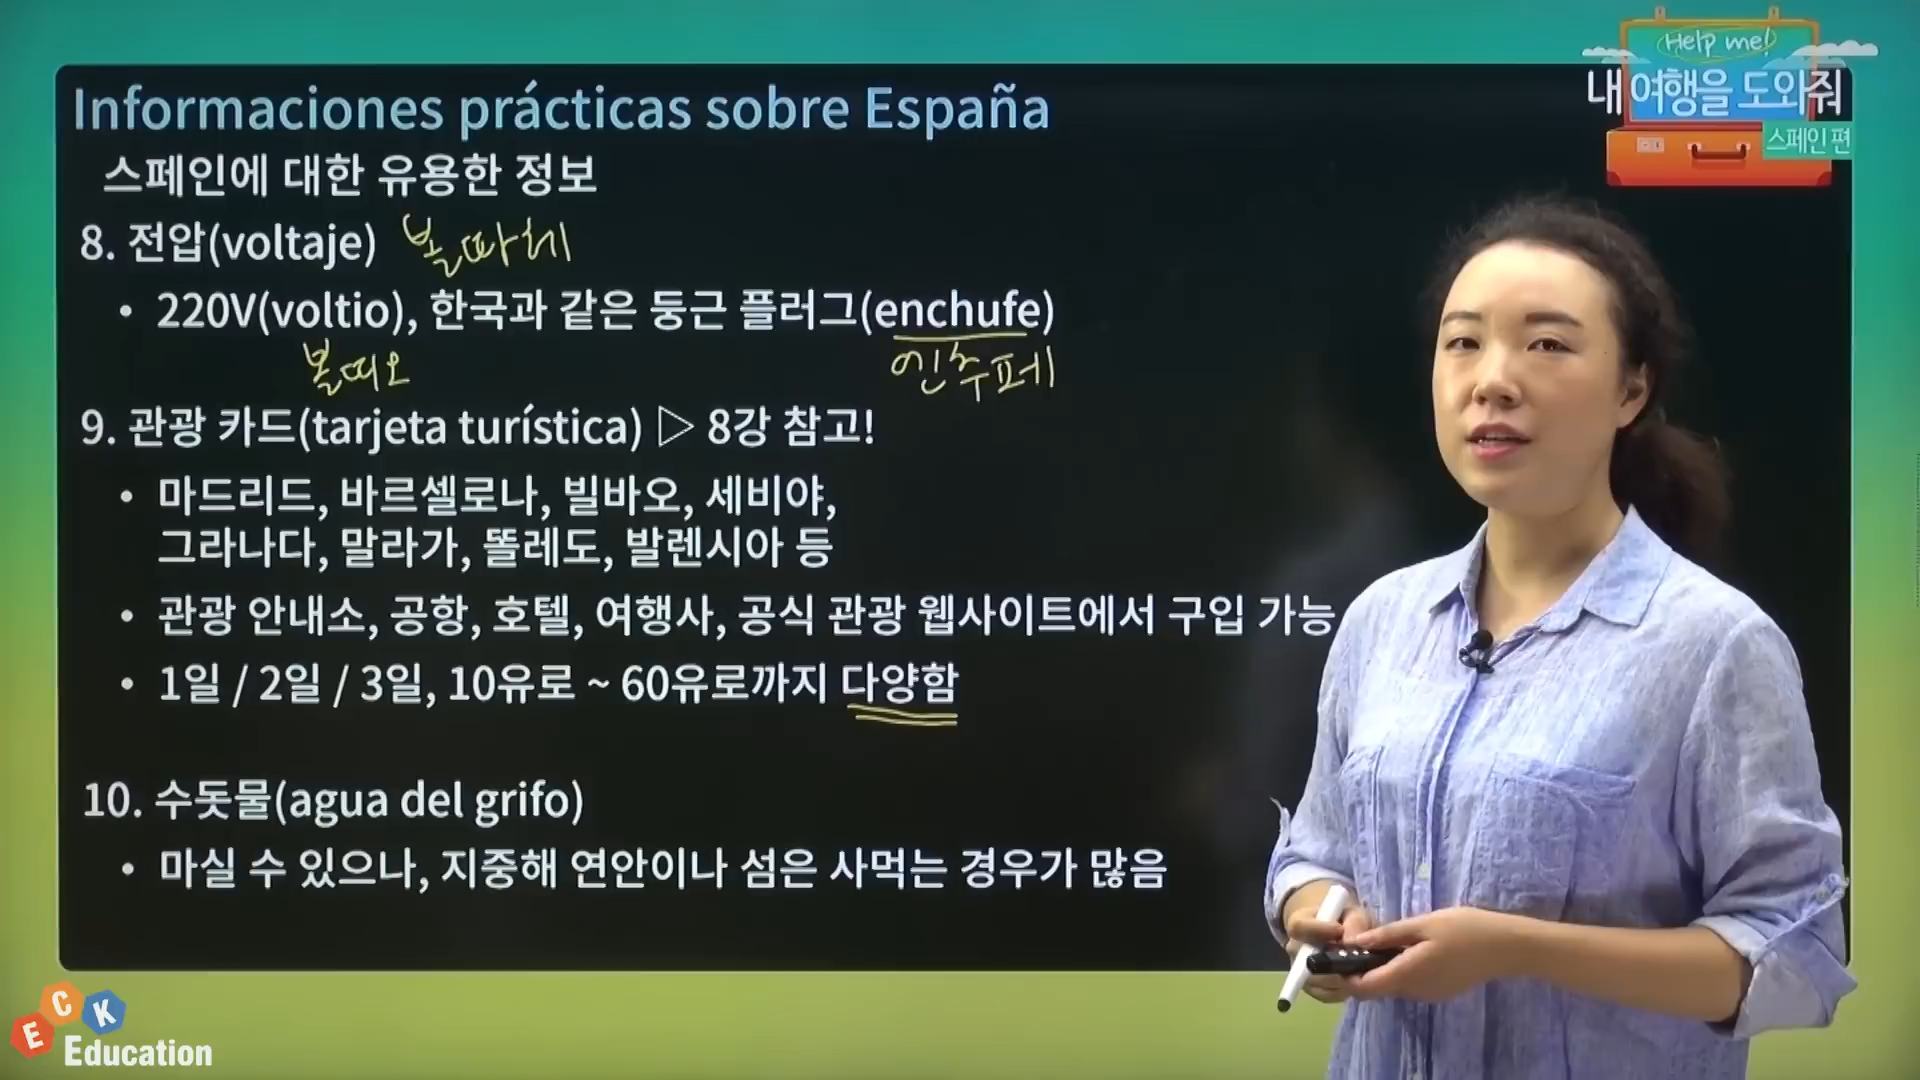 Help me!
내 여행을 도와줘
스페인 편
Informaciones prácticas sobre España
스페인에 대한 유용한 정보
8. 전압(voltaje) 볼따헤
• 220V(voltio), 한국과 같은 둥근 플러그(enchufe)
볼띠오 엔추페
9. 관광 카드(tarjeta turística) ▷ 8강 참고!
• 마드리드, 바르셀로나, 빌바오, 세비야,
그라나다, 말라가, 똘레도, 발렌시아 등
• 관광 안내소, 공항, 호텔, 여행사, 공식 관광 웹사이트에서 구입 가능
• 1일 / 2일 / 3일, 10유로 ~ 60유로까지 다양함
10. 수돗물(agua del grifo)
• 마실 수 있으나, 지중해 연안이나 섬은 사먹는 경우가 많음
ECK
Education